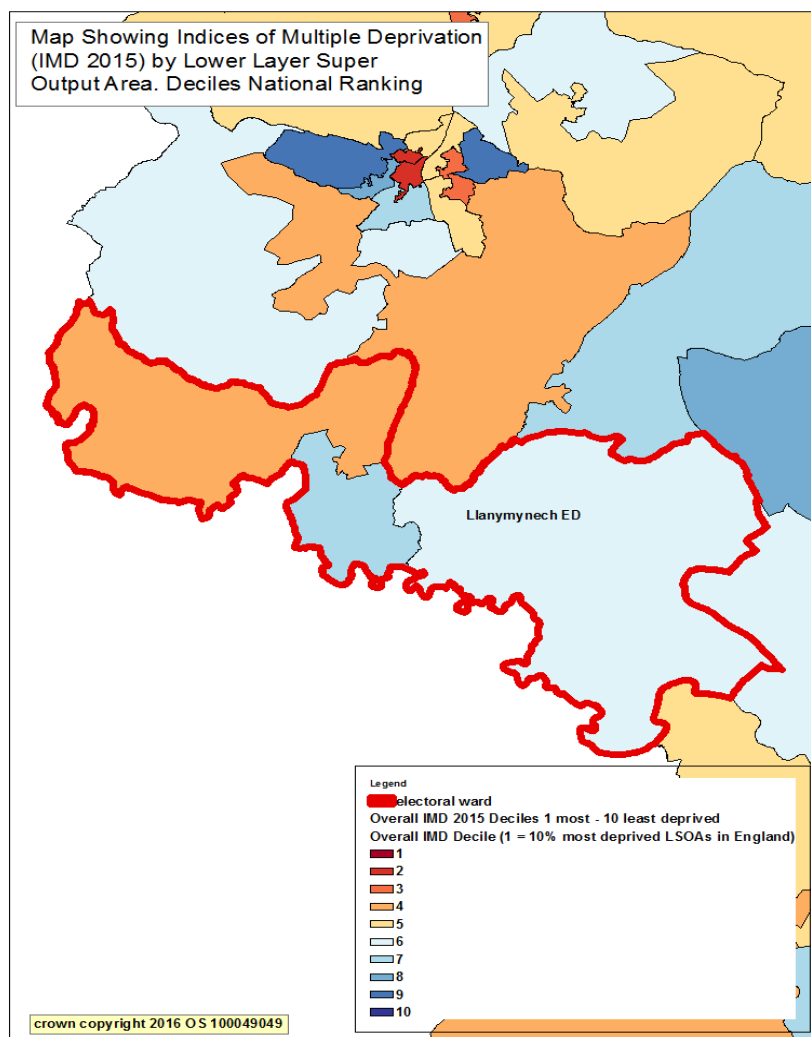 Map Showing Indices of Multiple Deprivation
(IMD 2015) by Lower Layer Super
Output Area. Deciles National Ranking
Llanymynech ED
Legend
electoral ward
Overall IMD 2015 Deciles 1 most - 10 least deprived
Overall IMD Decile (1 = 10% most deprived LSOAs in England)
1
2
3
4
5
6
7
8
9
10
crown copyright 2016 OS 100049049